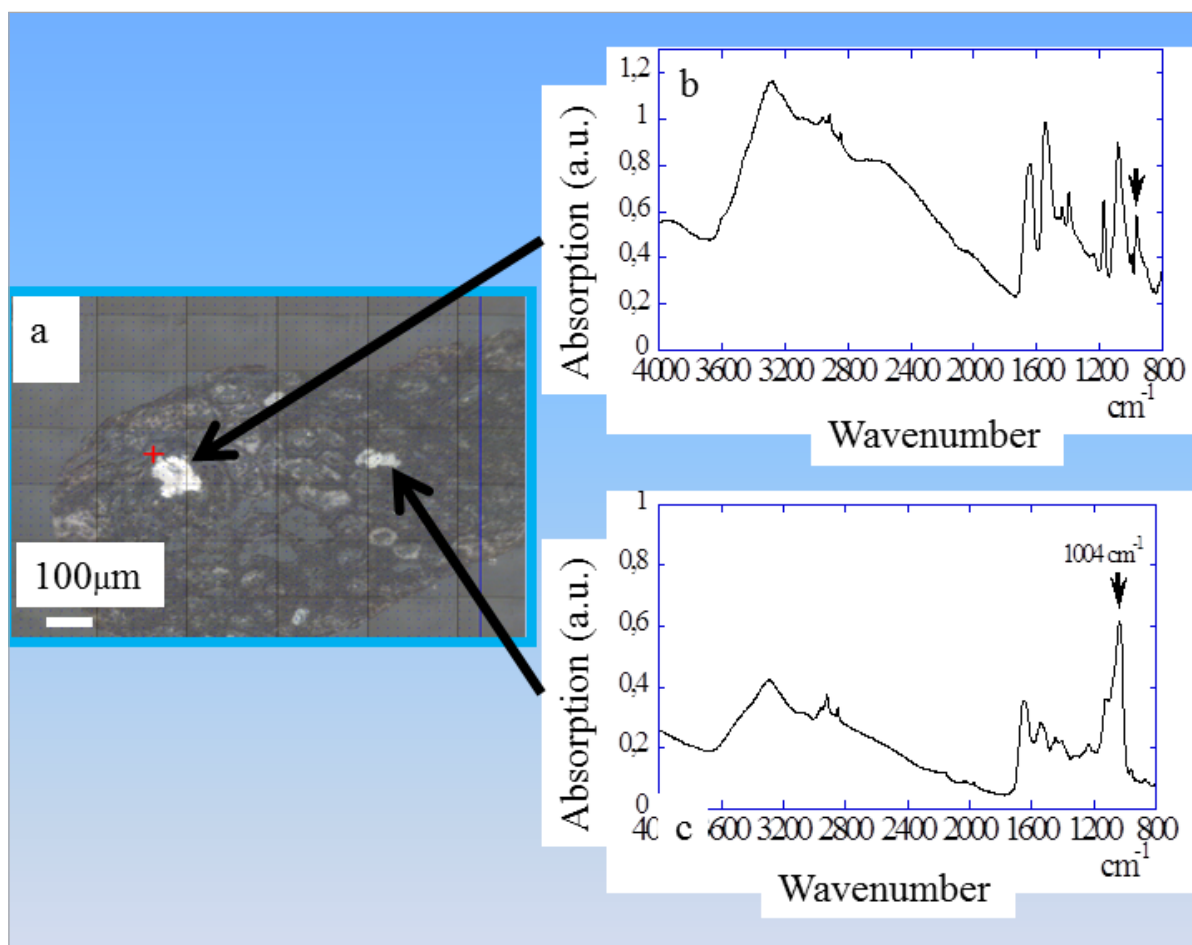 a
100μm
b
Absorption (a.u.)
1,2
1
0,8
0,6
0,4
0,2
0
4000 3600 3200 2800 2400 2000 1600 1200 800
cm-1
Wavenumber
Absorption (a.u.)
1
0,8
0,6
0,4
0,2
0
1004 cm-1
40 c 600 3200 2800 2400 2000 1600 1200 800
cm-1
Wavenumber